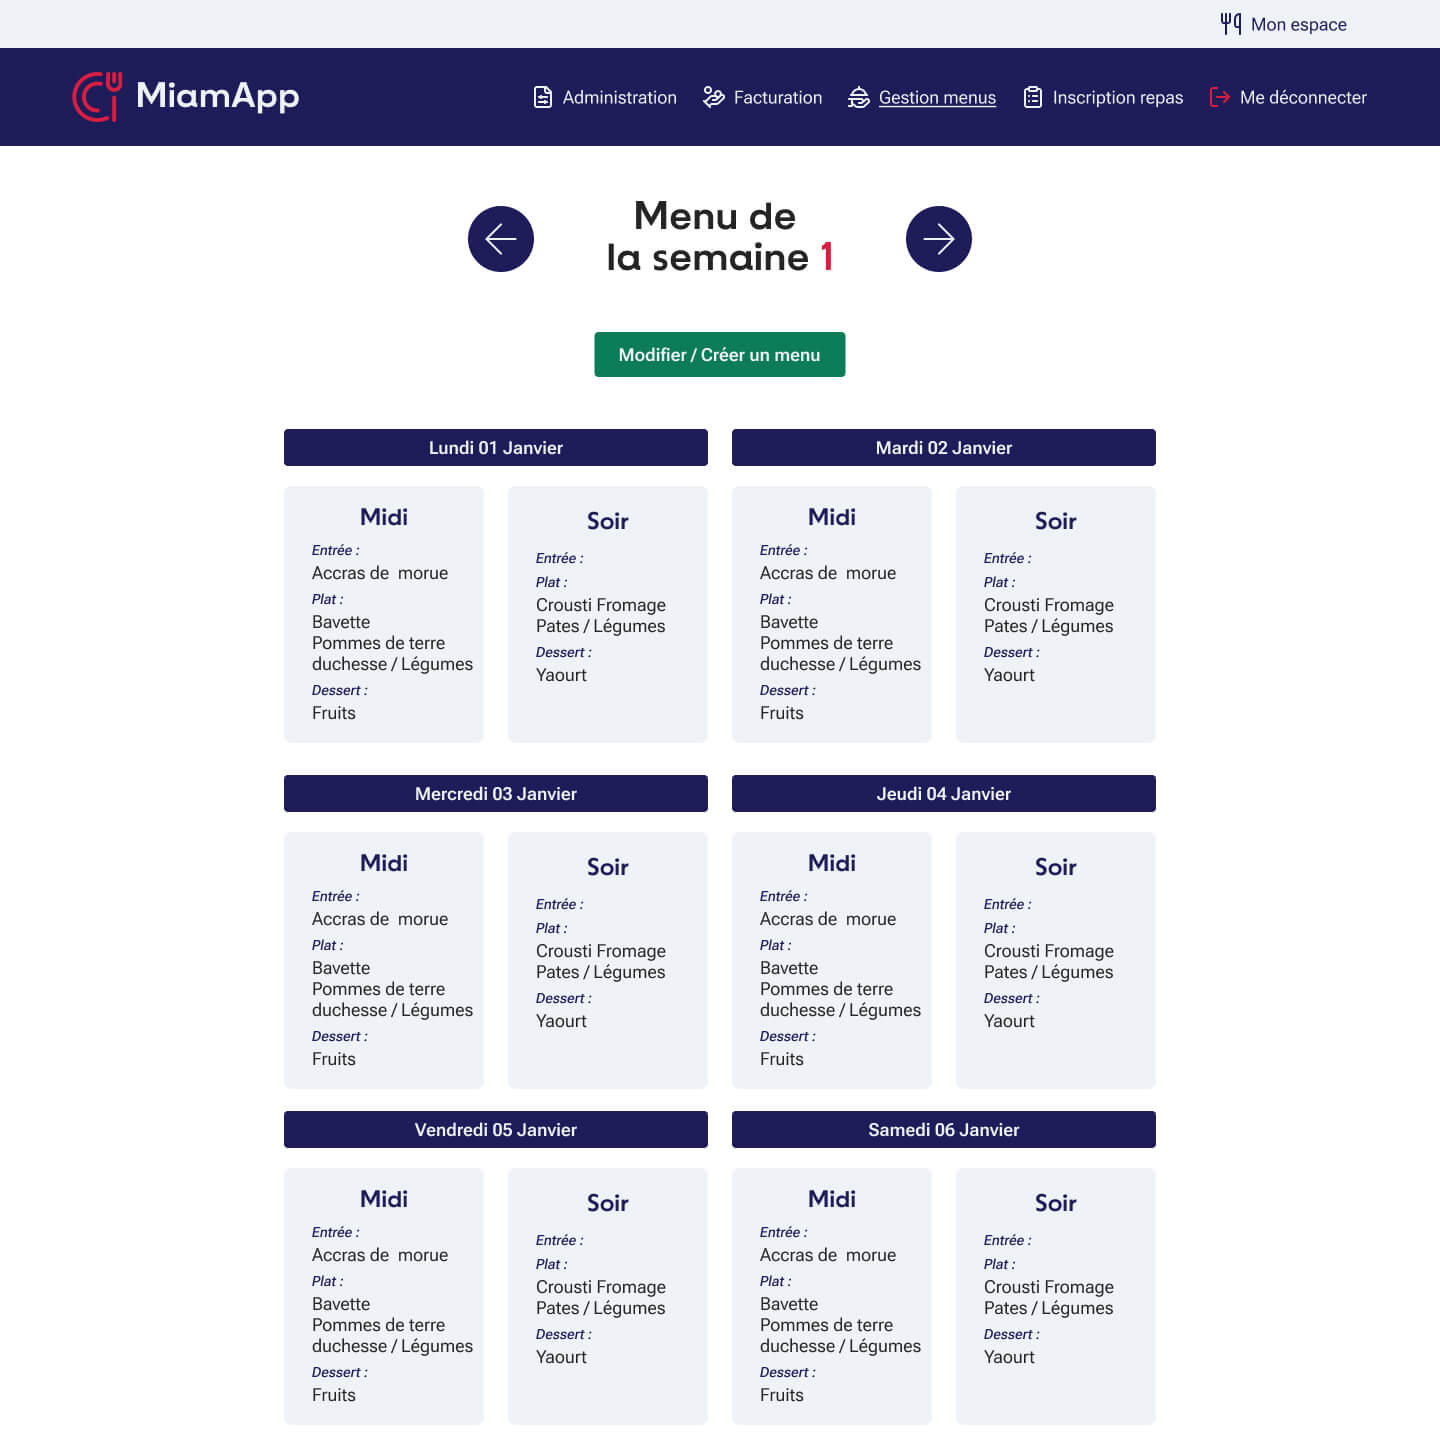 Mon espace
MiamApp
Administration
Facturation
Gestion menus
Inscription repas
Me déconnecter
Menu de
la semaine 1
Modifier / Créer un menu
Lundi 01 Janvier
Midi
Entrée :
Accras de  morue
Plat :
Bavette
Pommes de terre
duchesse / Légumes
Dessert :
Fruits
Soir
Entrée :
Plat :
Crousti Fromage
Pates / Légumes
Dessert :
Yaourt
Mardi 02 Janvier
Midi
Entrée :
Accras de  morue
Plat :
Bavette
Pommes de terre
duchesse / Légumes
Dessert :
Fruits
Soir
Entrée :
Plat :
Crousti Fromage
Pates / Légumes
Dessert :
Yaourt
Mercredi 03 Janvier
Midi
Entrée :
Accras de  morue
Plat :
Bavette
Pommes de terre
duchesse / Légumes
Dessert :
Fruits
Soir
Entrée :
Plat :
Crousti Fromage
Pates / Légumes
Dessert :
Yaourt
Jeudi 04 Janvier
Midi
Entrée :
Accras de  morue
Plat :
Bavette
Pommes de terre
duchesse / Légumes
Dessert :
Fruits
Soir
Entrée :
Plat :
Crousti Fromage
Pates / Légumes
Dessert :
Yaourt
Vendredi 05 Janvier
Midi
Entrée :
Accras de  morue
Plat :
Bavette
Pommes de terre
duchesse / Légumes
Dessert :
Fruits
Soir
Entrée :
Plat :
Crousti Fromage
Pates / Légumes
Dessert :
Yaourt
Samedi 06 Janvier
Midi
Entrée :
Accras de  morue
Plat :
Bavette
Pommes de terre
duchesse / Légumes
Dessert :
Fruits
Soir
Entrée :
Plat :
Crousti Fromage
Pates / Légumes
Dessert :
Yaourt